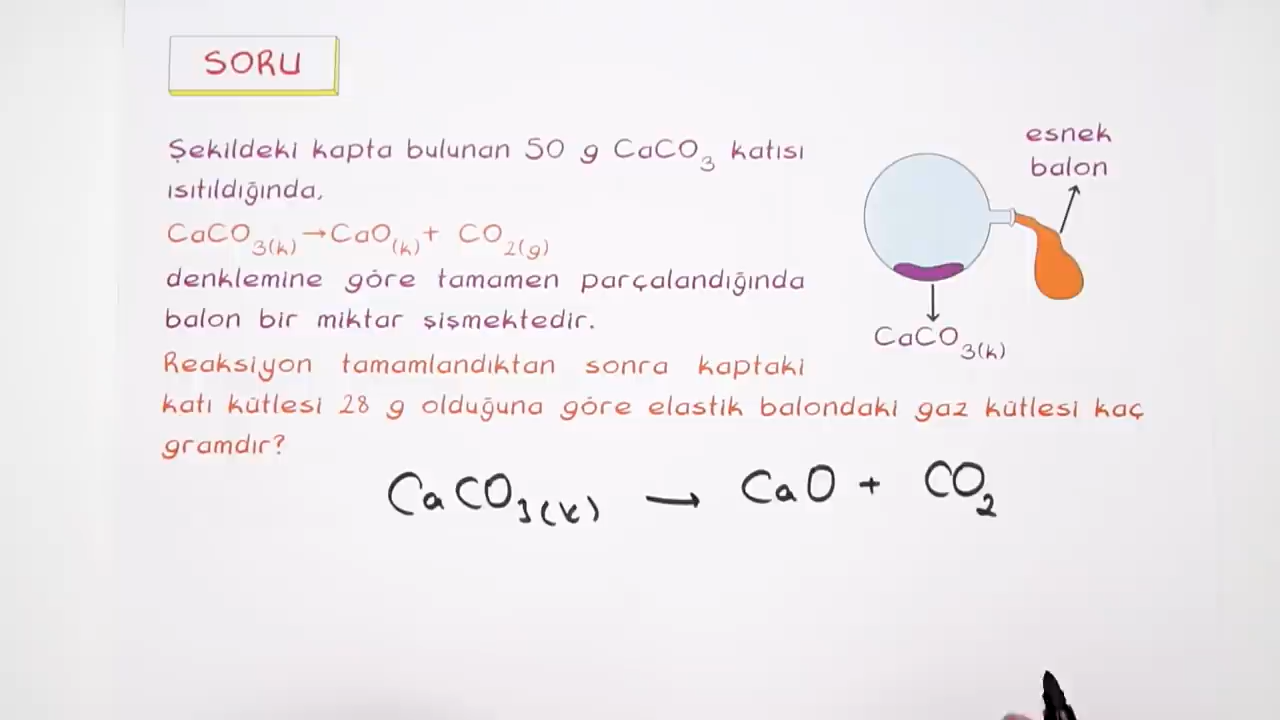 SORU
Şekildeki kapta bulunan 50 g CaCO₃ katısı
ısıtıldığında,
CaCO₃(k) → CaO(k) + CO₂(g)
denklemine göre tamamen parçalandığında
balon bir miktar şişmektedir.
Reaksiyon tamamlandıktan sonra kaptaki
katı kütlesi 28 g olduğuna göre elastik balondaki gaz kütlesi kaç
gramdır?
esnek
balon
CaCO₃(k)
CaCO₃(k) → CaO + CO₂